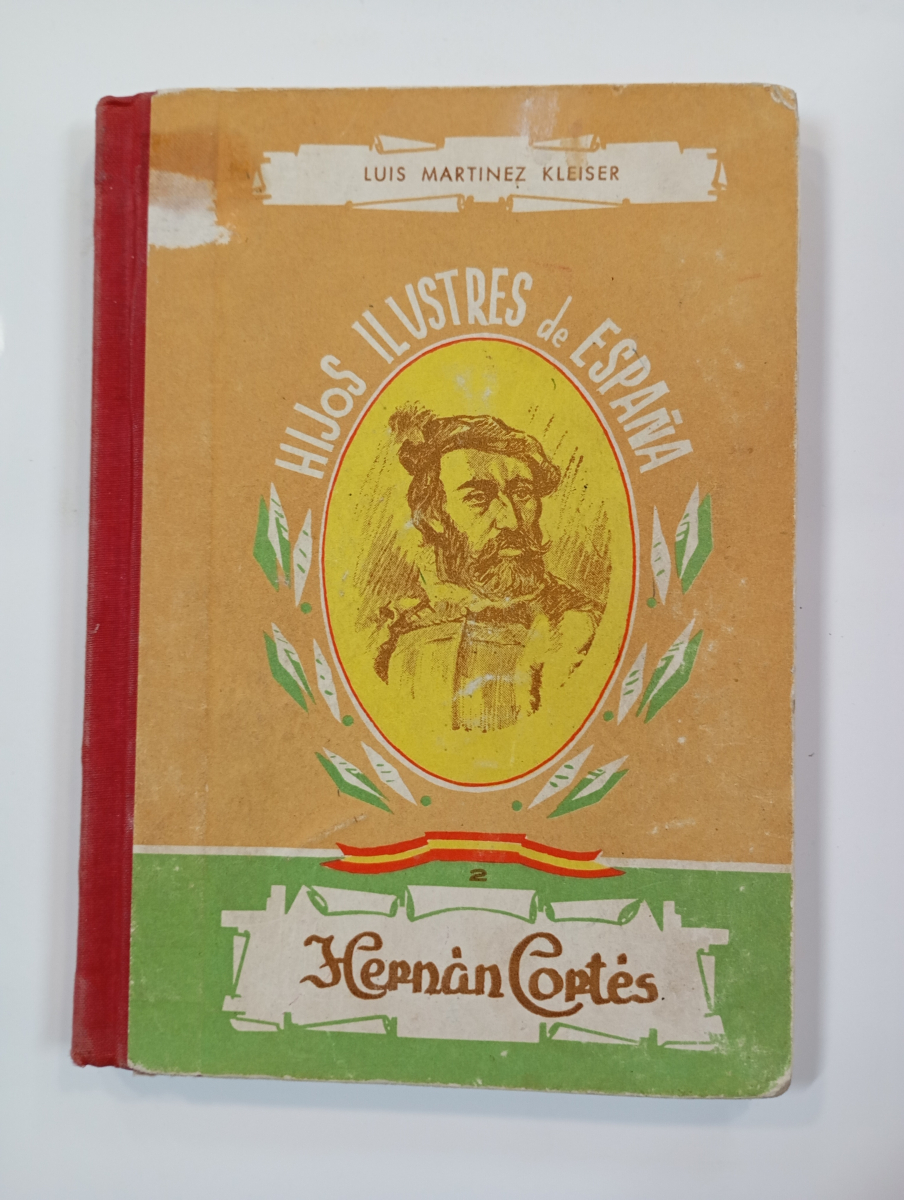 LUIS MARTINEZ KLEISER
HIJOS ILUSTRES de ESPAÑA
2
Hernán Cortés